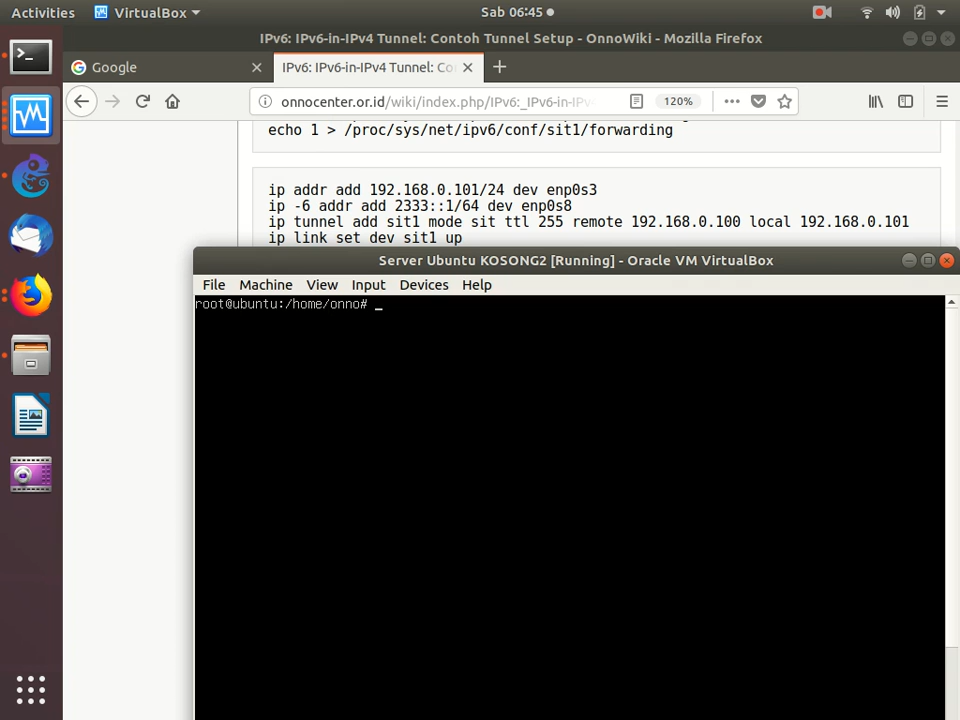 Activities VirtualBox Sab 06:45
IPv6: IPv6-in-IPv4 Tunnel: Contoh Tunnel Setup - OnnoWiki - Mozilla Firefox
Google IPv6: IPv6-in-IPv4 Tunnel: Co
onnocenter.or.id/wiki/index.php/IPv6:_IPv6-in-IPv 120%
echo 1 > /proc/sys/net/ipv6/conf/sit1/forwarding
ip addr add 192.168.0.101/24 dev enp0s3
ip -6 addr add 2333::1/64 dev enp0s8
ip tunnel add sit1 mode sit ttl 255 remote 192.168.0.100 local 192.168.0.101
ip link set dev sit1 up
Server Ubuntu KOSONG2 [Running] - Oracle VM VirtualBox
File Machine View Input Devices Help
root@ubuntu:/home/onno# _